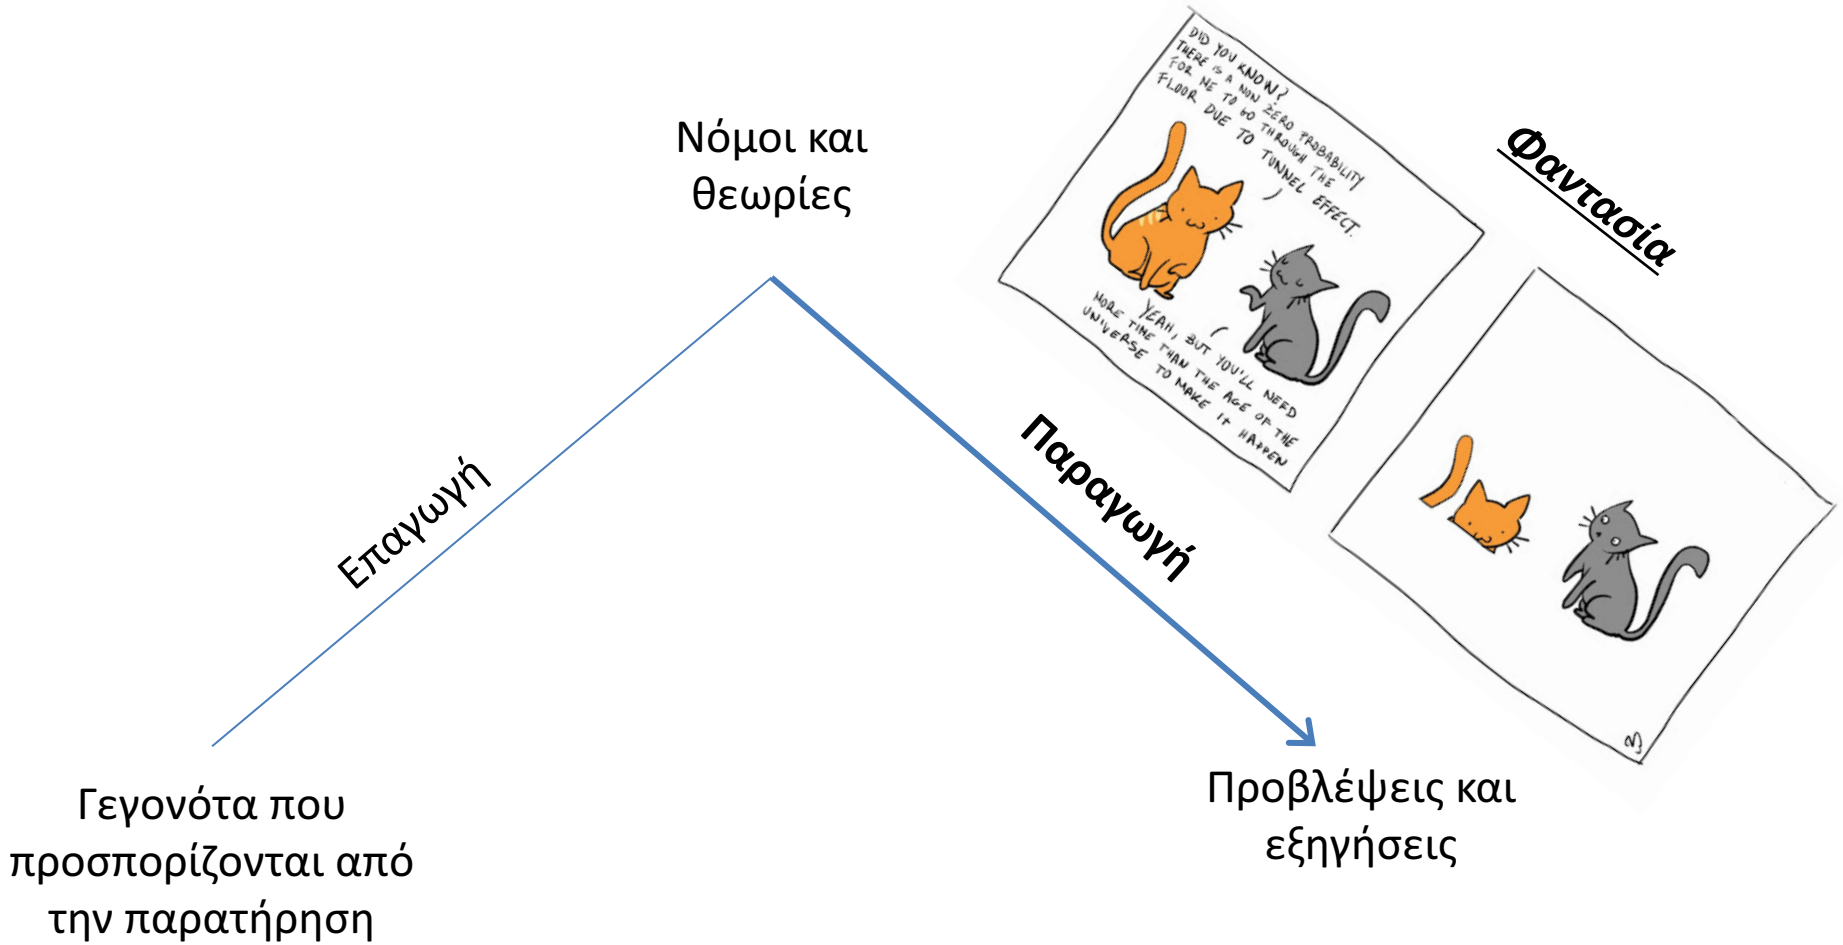 Νόμοι και
θεωρίες
Επαγωγή
Παραγωγή
Φαντασία
DID YOU KNOW?
THERE IS A NON ZERO PROBABILITY
FOR ME TO GO THROUGH THE
FLOOR DUE TO TUNNEL EFFECT.
YEAH, BUT YOU'LL NEED
MORE TIME THAN THE AGE OF THE
UNIVERSE TO MAKE IT HAPPEN
Γεγονότα που
προσπορίζονται από
την παρατήρηση
Προβλέψεις και
εξηγήσεις